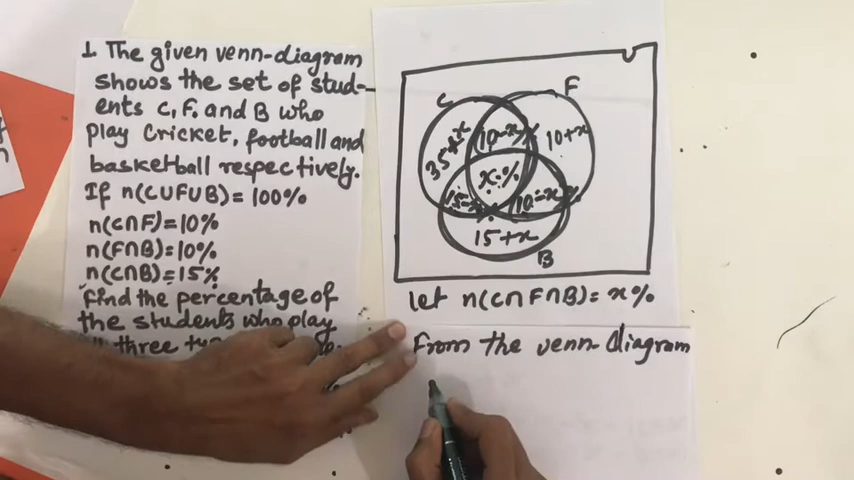 1. The given venn-diagram
shows the set of stud-
ents C, F. and B who
play Cricket, football and
basketball respectively.
If n(C∪F∪B)=100%
n(C∩F)=10%
n(F∩B)=10%
n(C∩B)=15%
find the percentage of
the students who play
three
C
F
35+x
10-x%
10+x
x%
15-x
10-x%
15+x
B
let n(C∩F∩B)=x%
From the venn-diagram